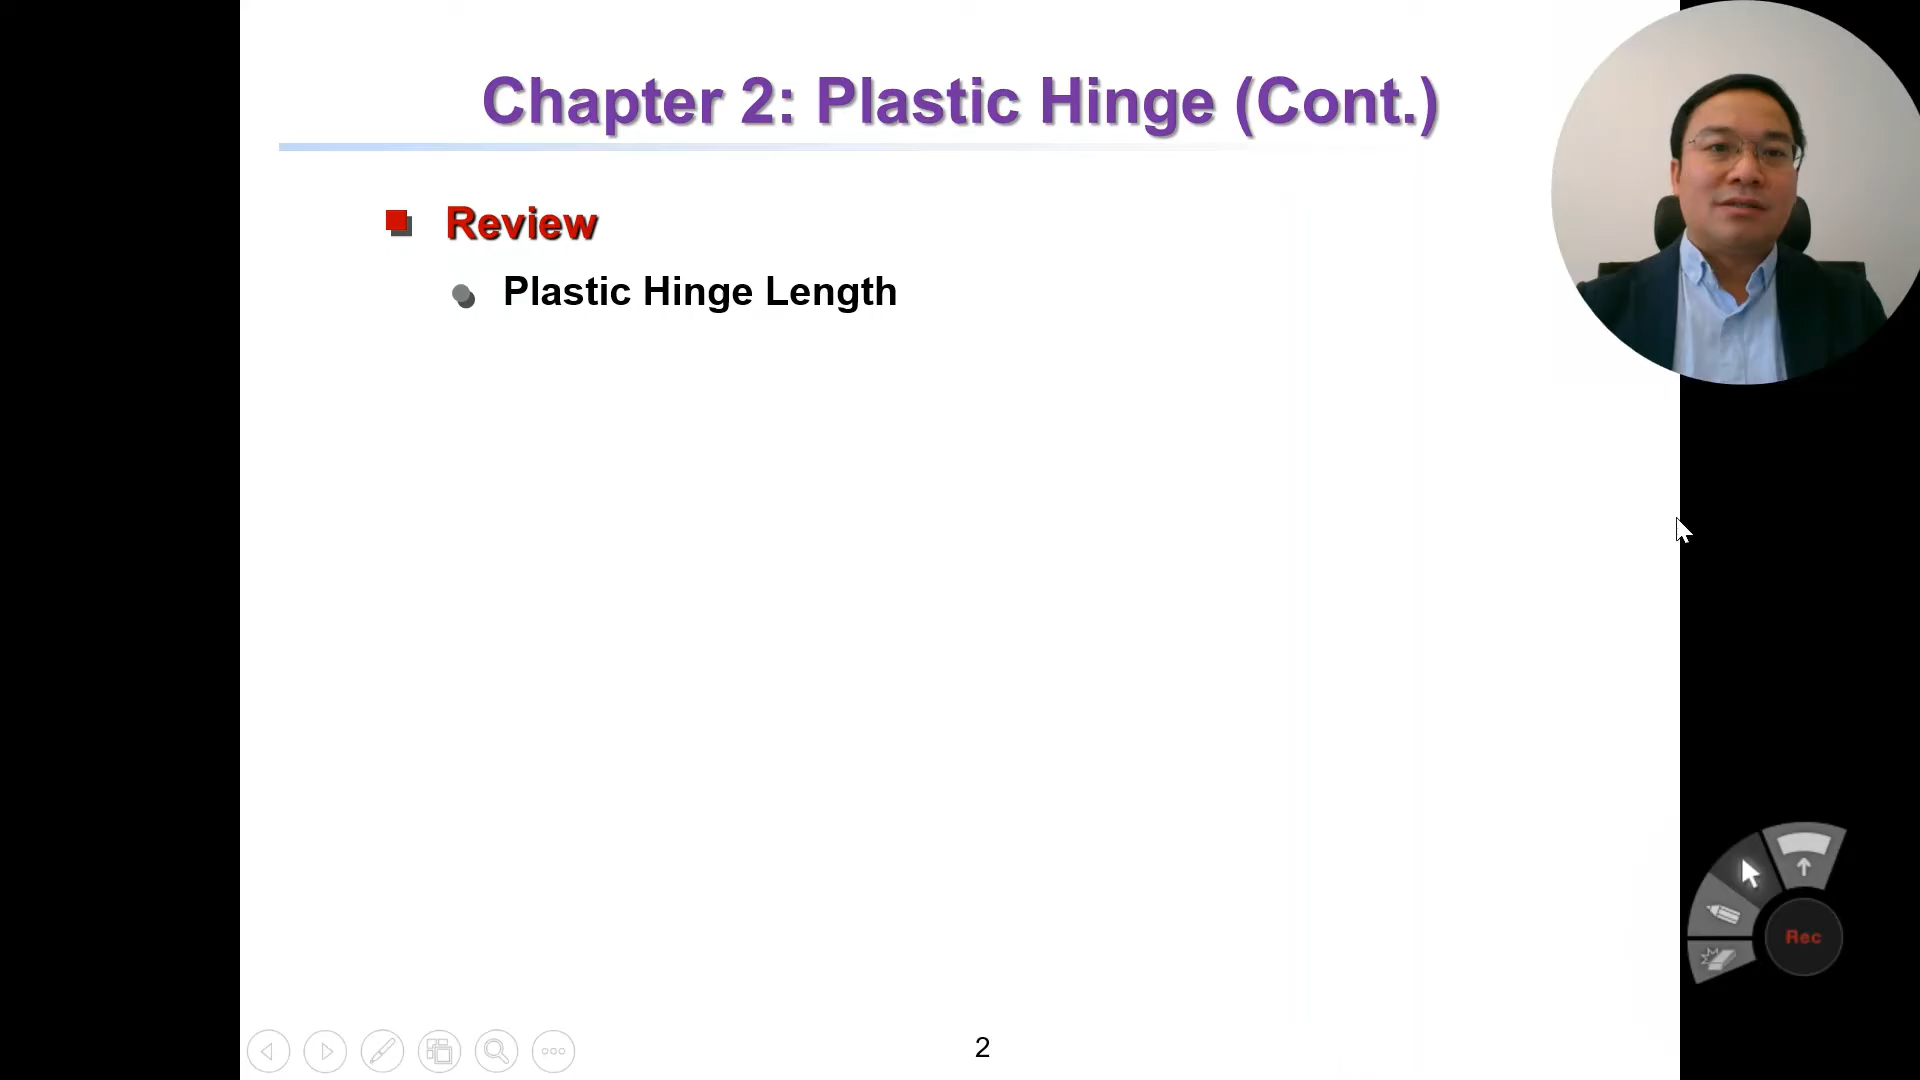 Chapter 2: Plastic Hinge (Cont.)
Review
Plastic Hinge Length
Rec
2